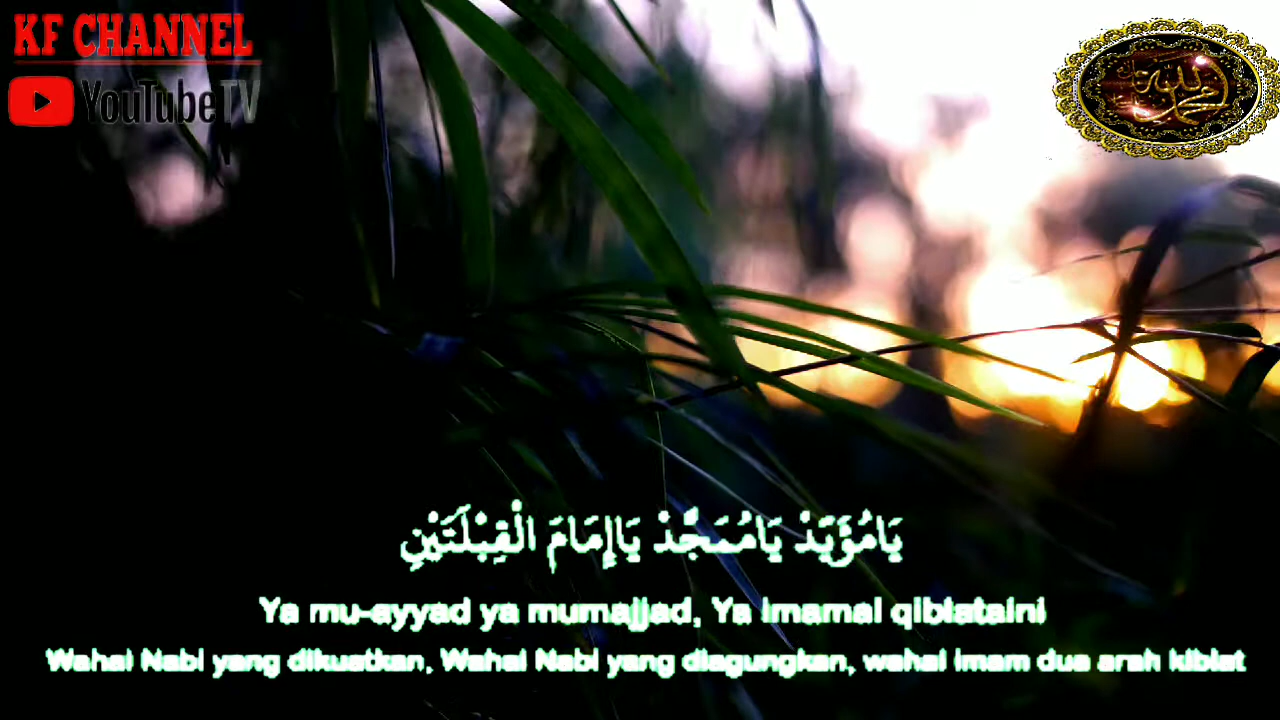 KF CHANNEL
YouTubeTV
يَامُؤَيَدْ يَامُمَجَّدْ يَاإِمَامَ الْقِبْلَتَيْنِ
Ya mu-ayyad ya mumajjad, Ya Imamal qiblataini
Wahai Nabi yang dikuatkan, Wahai Nabi yang diagungkan, wahai imam dua arah kiblat